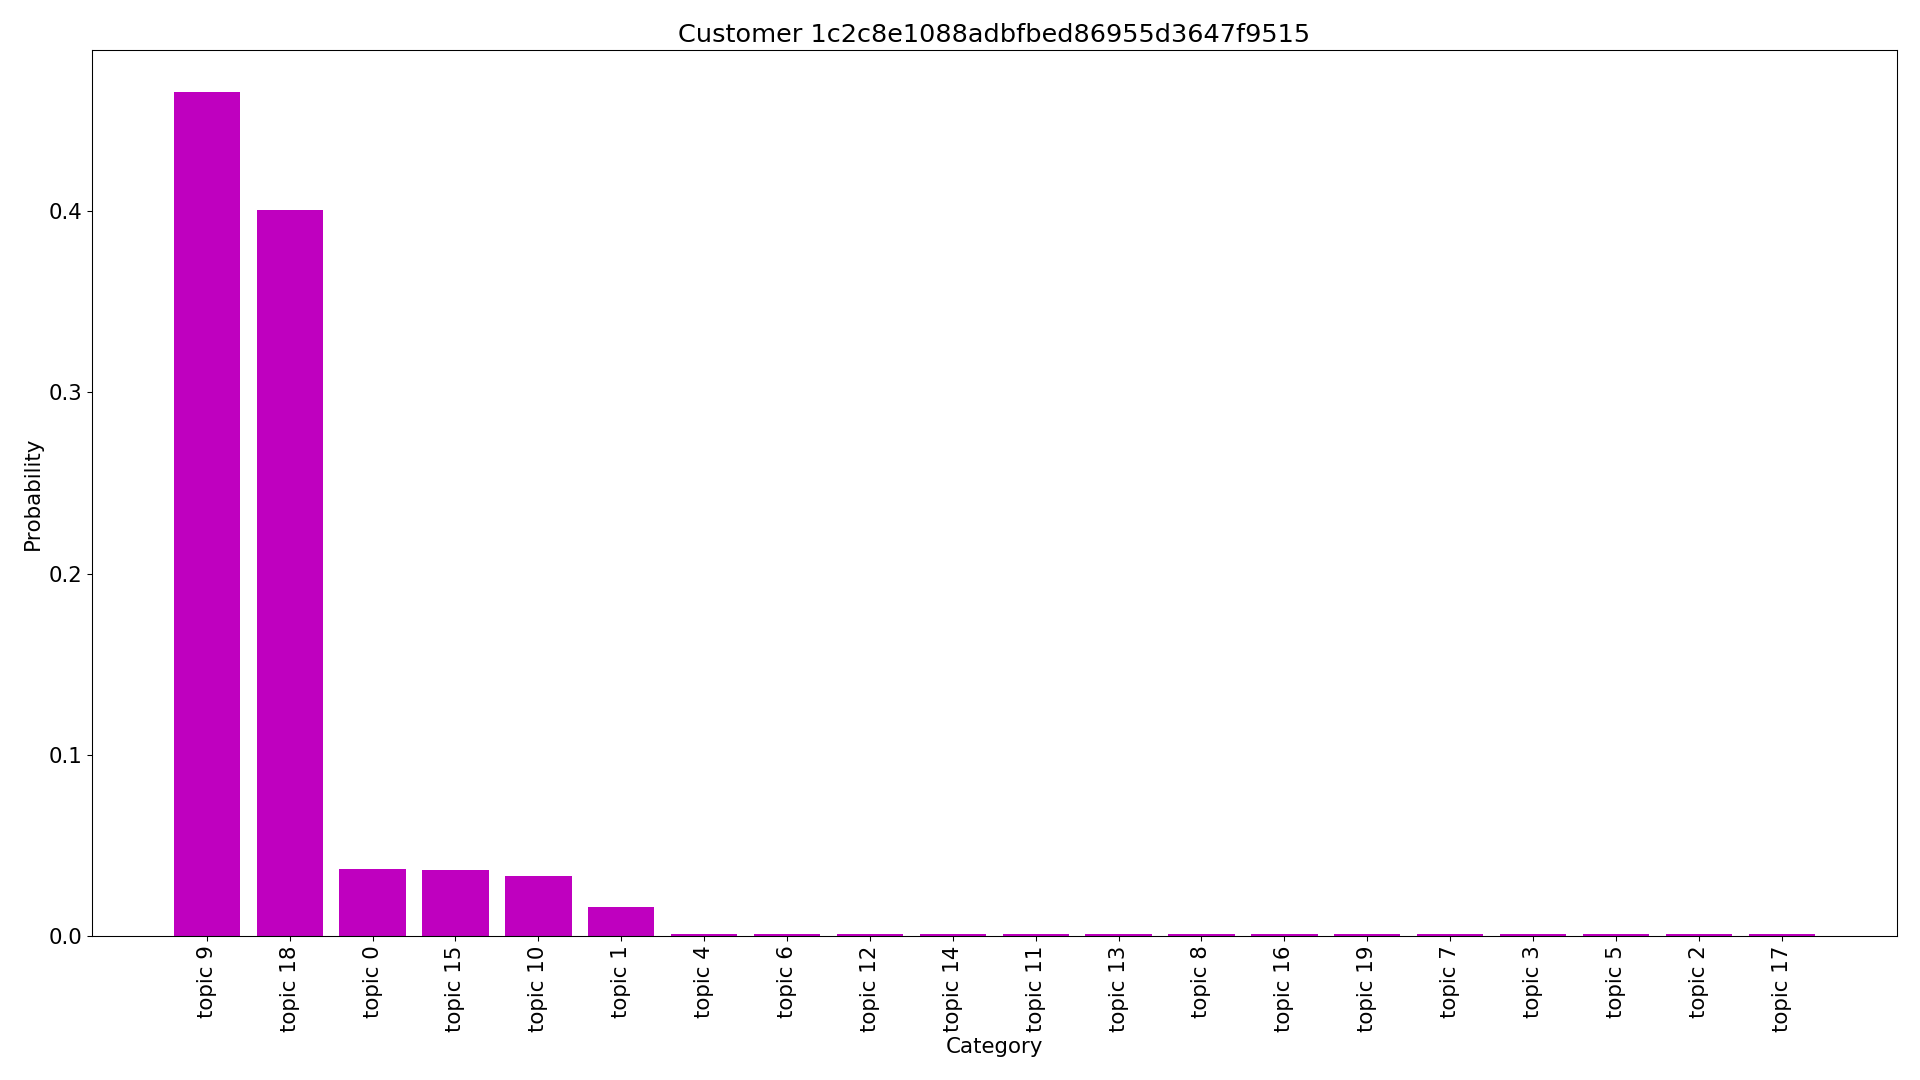 Customer 1c2c8e1088adbfbed86955d3647f9515
Probability
0.4
0.3
0.2
0.1
0.0
topic 9
topic 18
topic 0
topic 15
topic 10
topic 1
topic 4
topic 6
topic 12
topic 14
topic 11
topic 13
topic 8
topic 16
topic 19
topic 7
topic 3
topic 5
topic 2
topic 17
Category